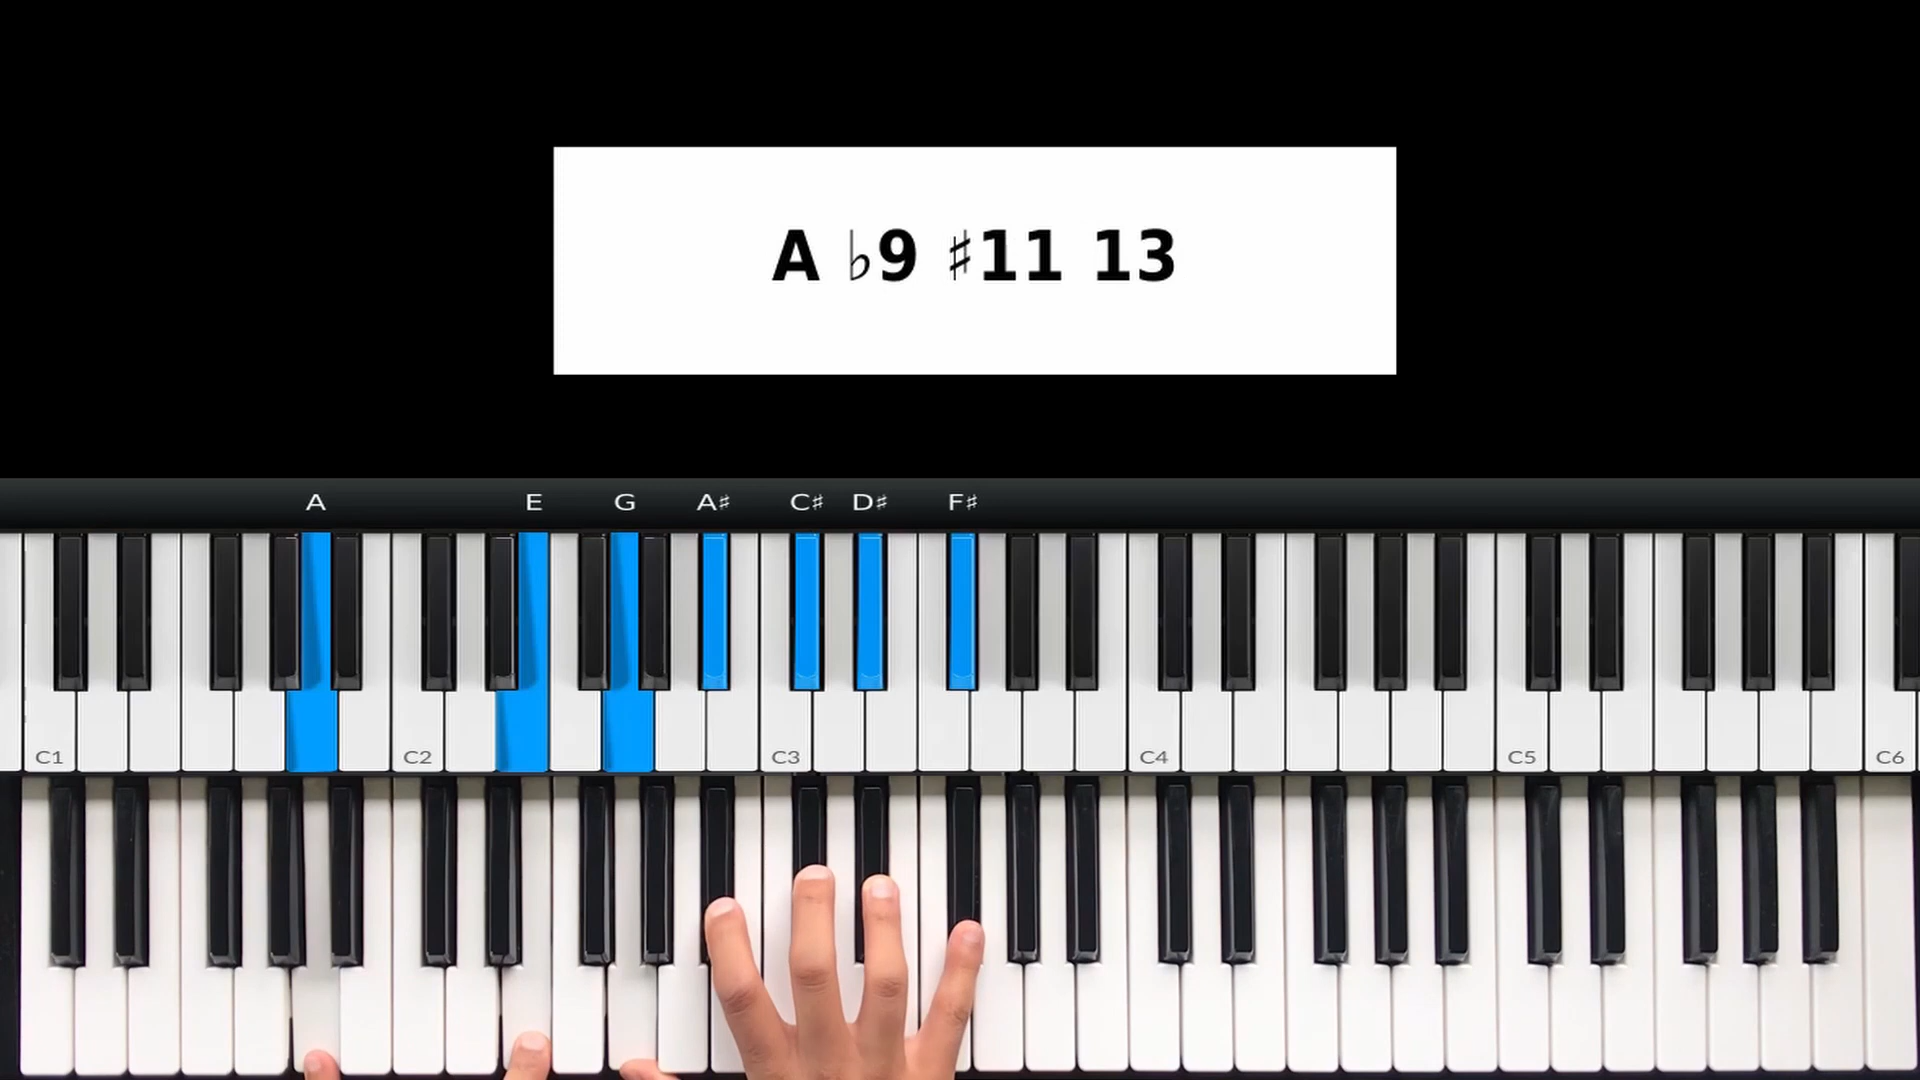 A ♭9 ♯11 13
A E G A♯ C♯ D♯ F♯
C1 C2 C3 C4 C5 C6